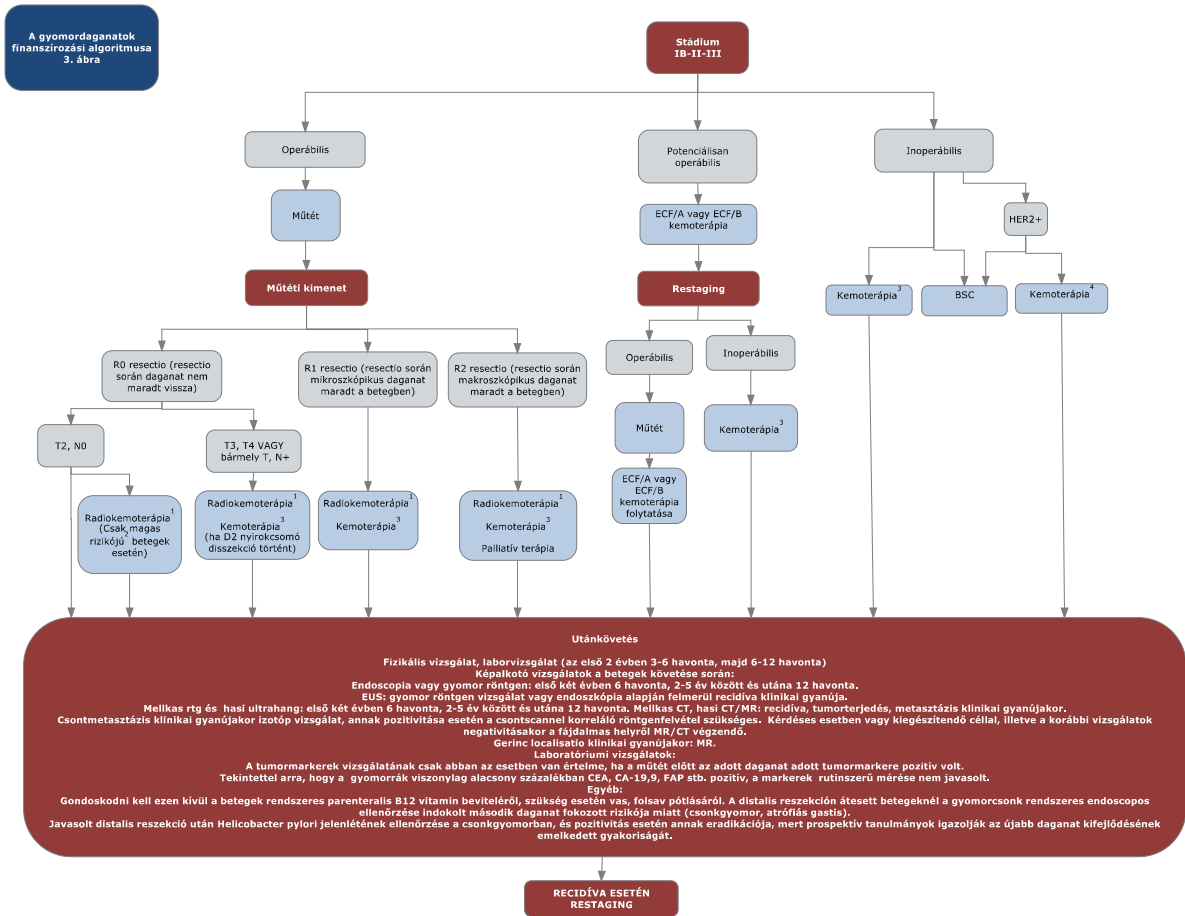 A gyomordaganatok
finanszírozási algoritmusa
3. ábra
Stádium
IB-II-III
Operábilis
Potenciálisan
operábilis
Inoperábilis
Műtét
ECF/A vagy ECF/B
kemoterápia
HER2+
Műtéti kimenet
Restaging
Kemoterápia3
BSC
Kemoterápia4
R0 resectio (resectio
során daganat nem
maradt vissza)
R1 resectio (resectio során
mikroszkópikus daganat
maradt a betegben)
R2 resectio (resectio során
makroszkópikus daganat
maradt a betegben)
Operábilis
Inoperábilis
T2, N0
T3, T4 VAGY
bármely T, N+
Műtét
Kemoterápia3
Radiokemoterápia1
(Csak magas
rizikójú2 betegek
esetén)
Radiokemoterápia1
Kemoterápia3
(ha D2 nyirokcsomó
disszekció történt)
Radiokemoterápia1
Kemoterápia3
Radiokemoterápia1
Kemoterápia3
Palliatív terápia
ECF/A vagy
ECF/B
kemoterápia
folytatása
Utánkövetés
Fizikális vizsgálat, laborvizsgálat (az első 2 évben 3-6 havonta, majd 6-12 havonta)
Képalkotó vizsgálatok a betegek követése során:
Endoscopia vagy gyomor röntgen: első két évben 6 havonta, 2-5 év között és utána 12 havonta.
EUS: gyomor röntgen vizsgálat vagy endoszkópia alapján felmerül recidíva klinikai gyanúja.
Mellkas rtg és hasi ultrahang: első két évben 6 havonta, 2-5 év között és utána 12 havonta. Mellkas CT, hasi CT/MR: recidíva, tumorterjedés, metasztázis klinikai gyanújakor.
Csontmetasztázis klinikai gyanújakor izotóp vizsgálat, annak pozitivitása esetén a csontscannel korreláló röntgenfelvétel szükséges. Kérdéses esetben vagy kiegészítendő céllal, illetve a korábbi vizsgálatok
negativitásakor a fájdalmas helyről MR/CT végzendő.
Gerinc localisatio klinikai gyanújakor: MR.
Laboratóriumi vizsgálatok:
A tumormarkerek vizsgálatának csak abban az esetben van értelme, ha a műtét előtt az adott daganat adott tumormarkere pozitív volt.
Tekintettel arra, hogy a gyomorrák viszonylag alacsony százalékban CEA, CA-19,9, FAP stb. pozitív, a markerek rutinszerű mérése nem javasolt.
Egyéb:
Gondoskodni kell ezen kívül a betegek rendszeres parenteralis B12 vitamin beviteléről, szükség esetén vas, folsav pótlásáról. A distalis reszekción átesett betegeknél a gyomorcsonk rendszeres endoscopos
ellenőrzése indokolt második daganat fokozott rizikója miatt (csonkgyomor, atrófiás gastis).
Javasolt distalis reszekció után Helicobacter pylori jelenlétének ellenőrzése a csonkgyomorban, és pozitivitás esetén annak eradikációja, mert prospektív tanulmányok igazolják az újabb daganat kifejlődésének
emelkedett gyakoriságát.
RECIDÍVA ESETÉN
RESTAGING